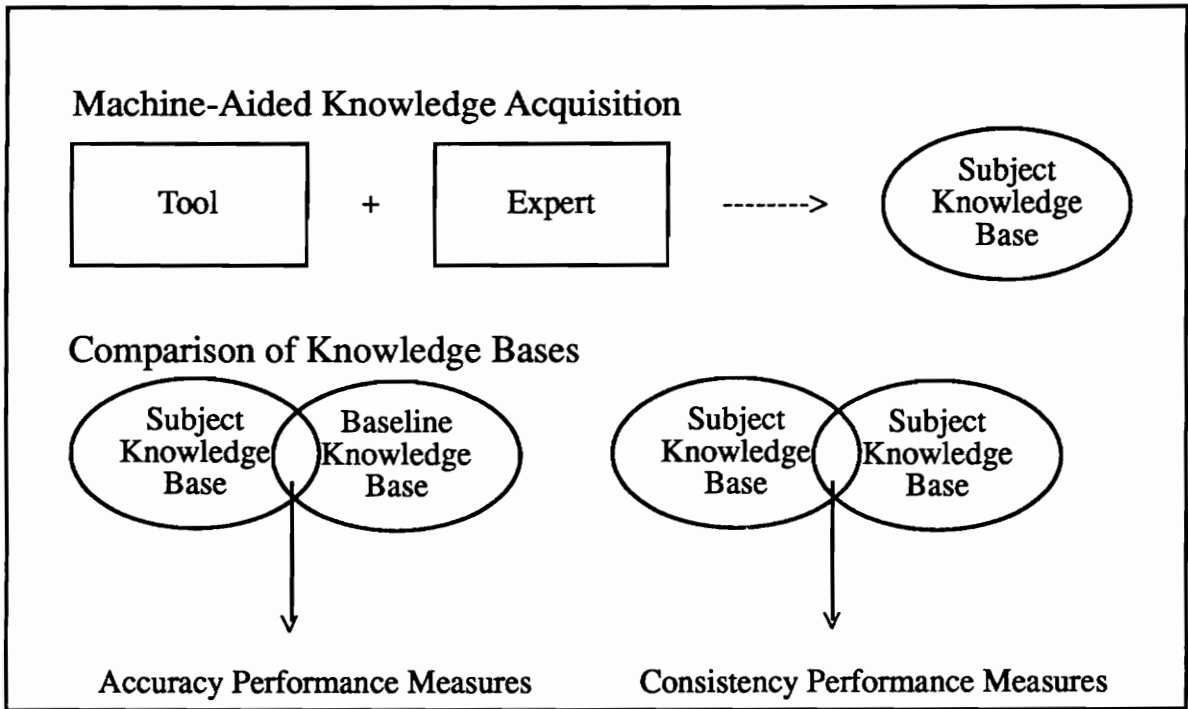 Machine-Aided Knowledge Acquisition
Tool
+
Expert
-------->
Subject
Knowledge
Base
Comparison of Knowledge Bases
Subject
Knowledge
Base
Baseline
Knowledge
Base
Subject
Knowledge
Base
Subject
Knowledge
Base
Accuracy Performance Measures
Consistency Performance Measures